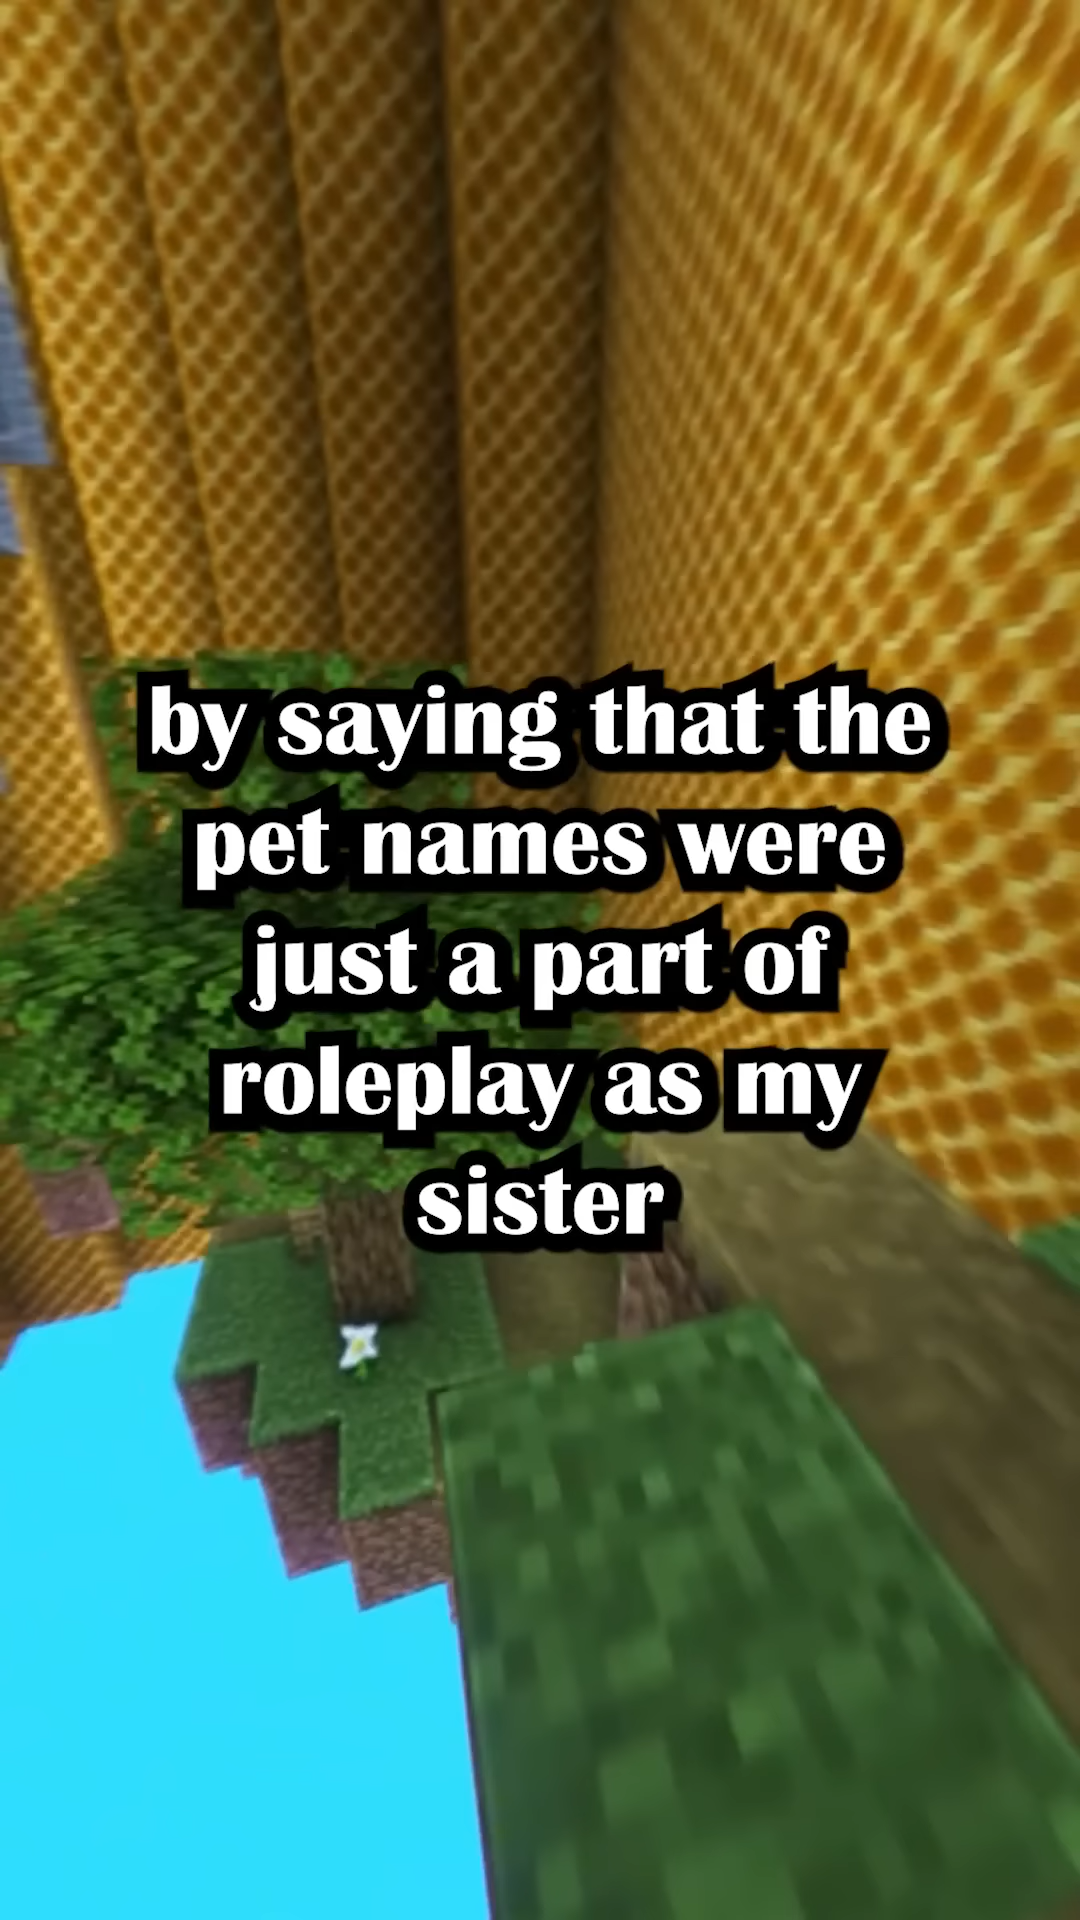 by saying that the
pet names were
just a part of
roleplay as my
sister